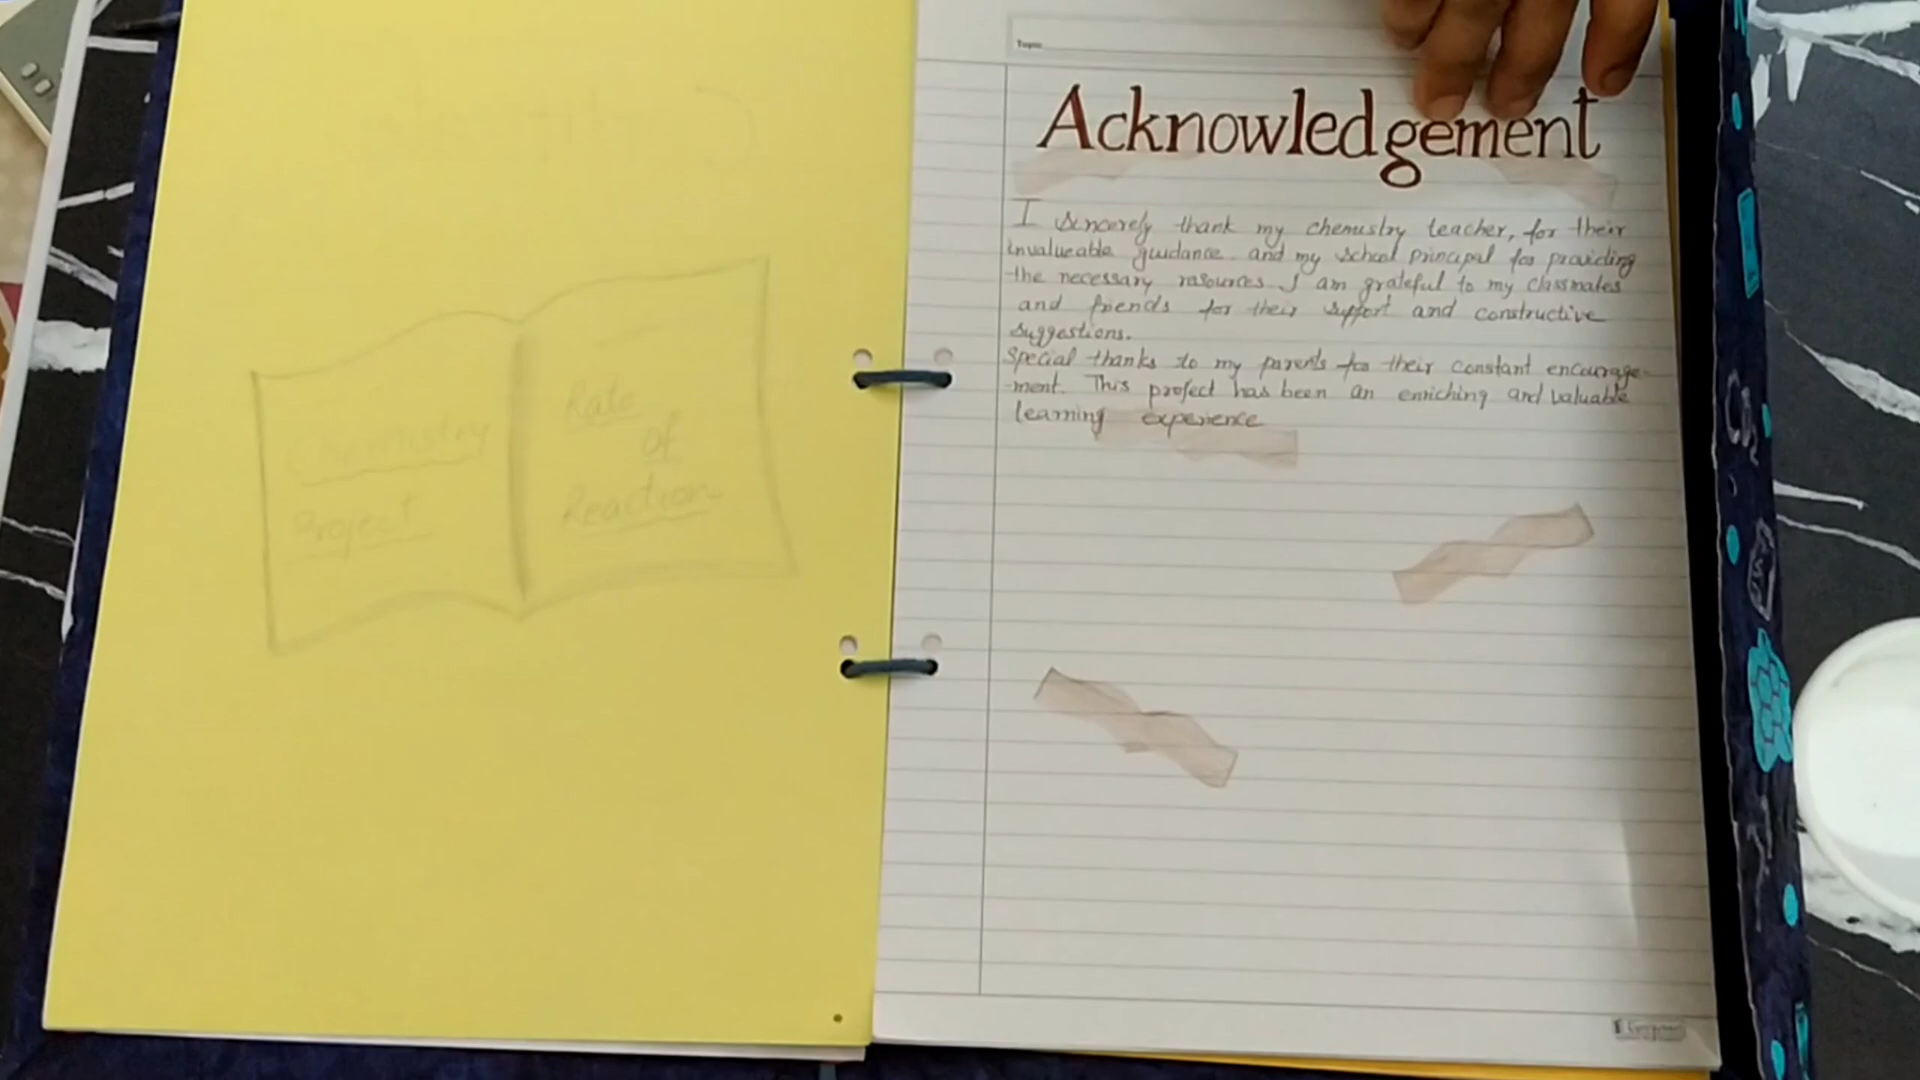 Chemistry
Project
Rate
of
Reaction
Topic
Acknowledgement
I sincerely thank my chemistry teacher, for their
invalueable guidance and my school principal for providing
the necessary resources. I am grateful to my classmates
and friends for their support and constructive
suggestions.
Special thanks to my parents for their constant encourage-
-ment. This project has been an enriching and valuable
learning experience